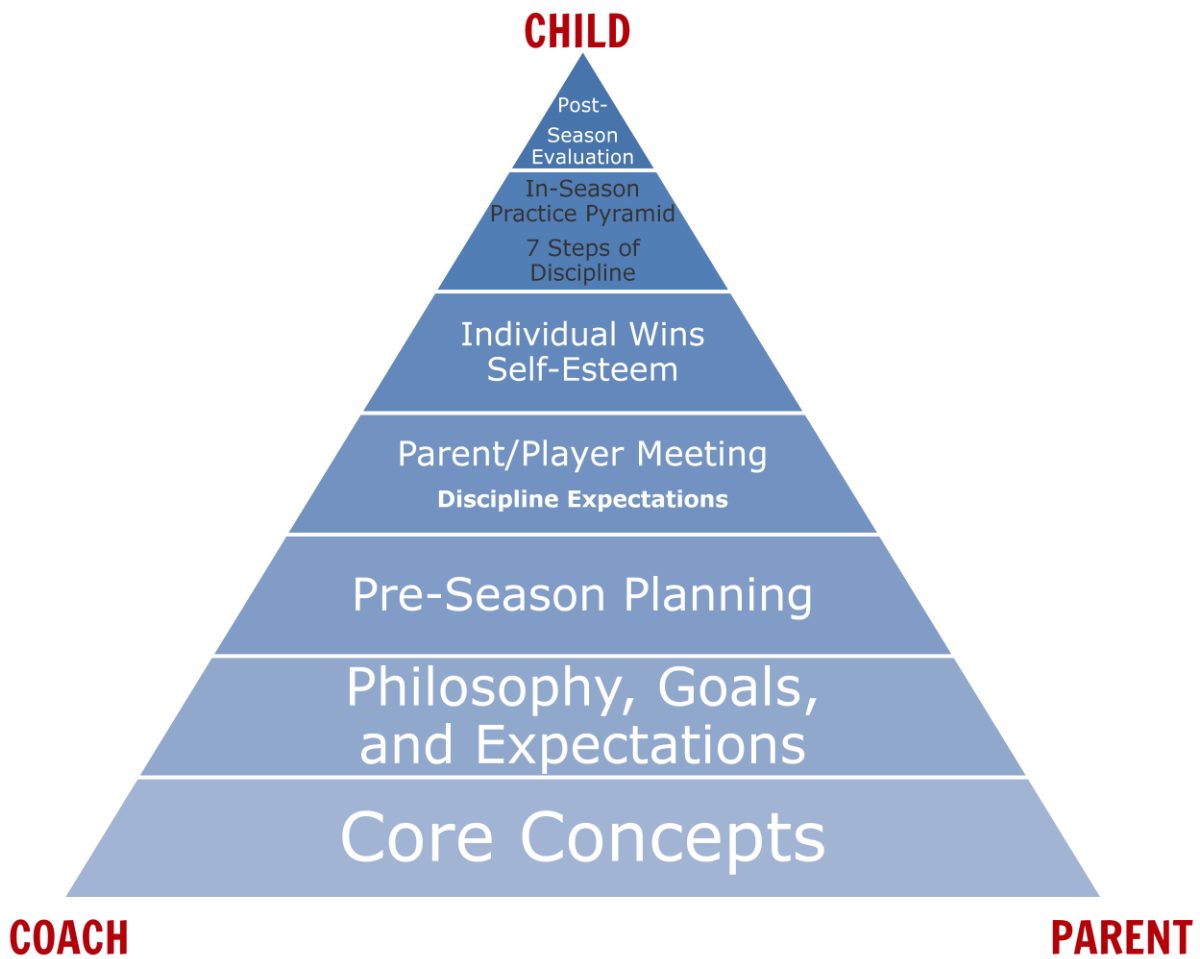 CHILD
Post-
Season
Evaluation
In-Season
Practice Pyramid
7 Steps of
Discipline
Individual Wins
Self-Esteem
Parent/Player Meeting
Discipline Expectations
Pre-Season Planning
Philosophy, Goals,
and Expectations
Core Concepts
COACH
PARENT